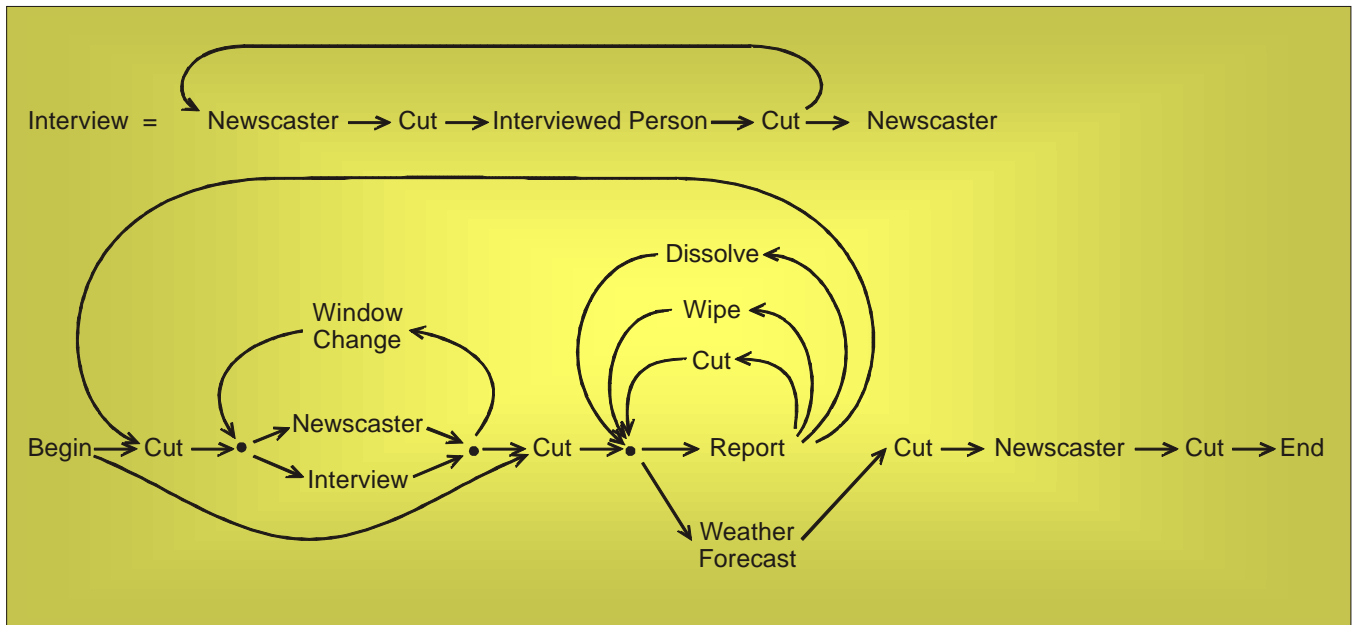 Interview = Newscaster Cut Interviewed Person Cut Newscaster
Dissolve
Wipe
Window
Change
Cut
Newscaster
Begin Cut Cut Report Cut Newscaster Cut End
Interview
Weather
Forecast